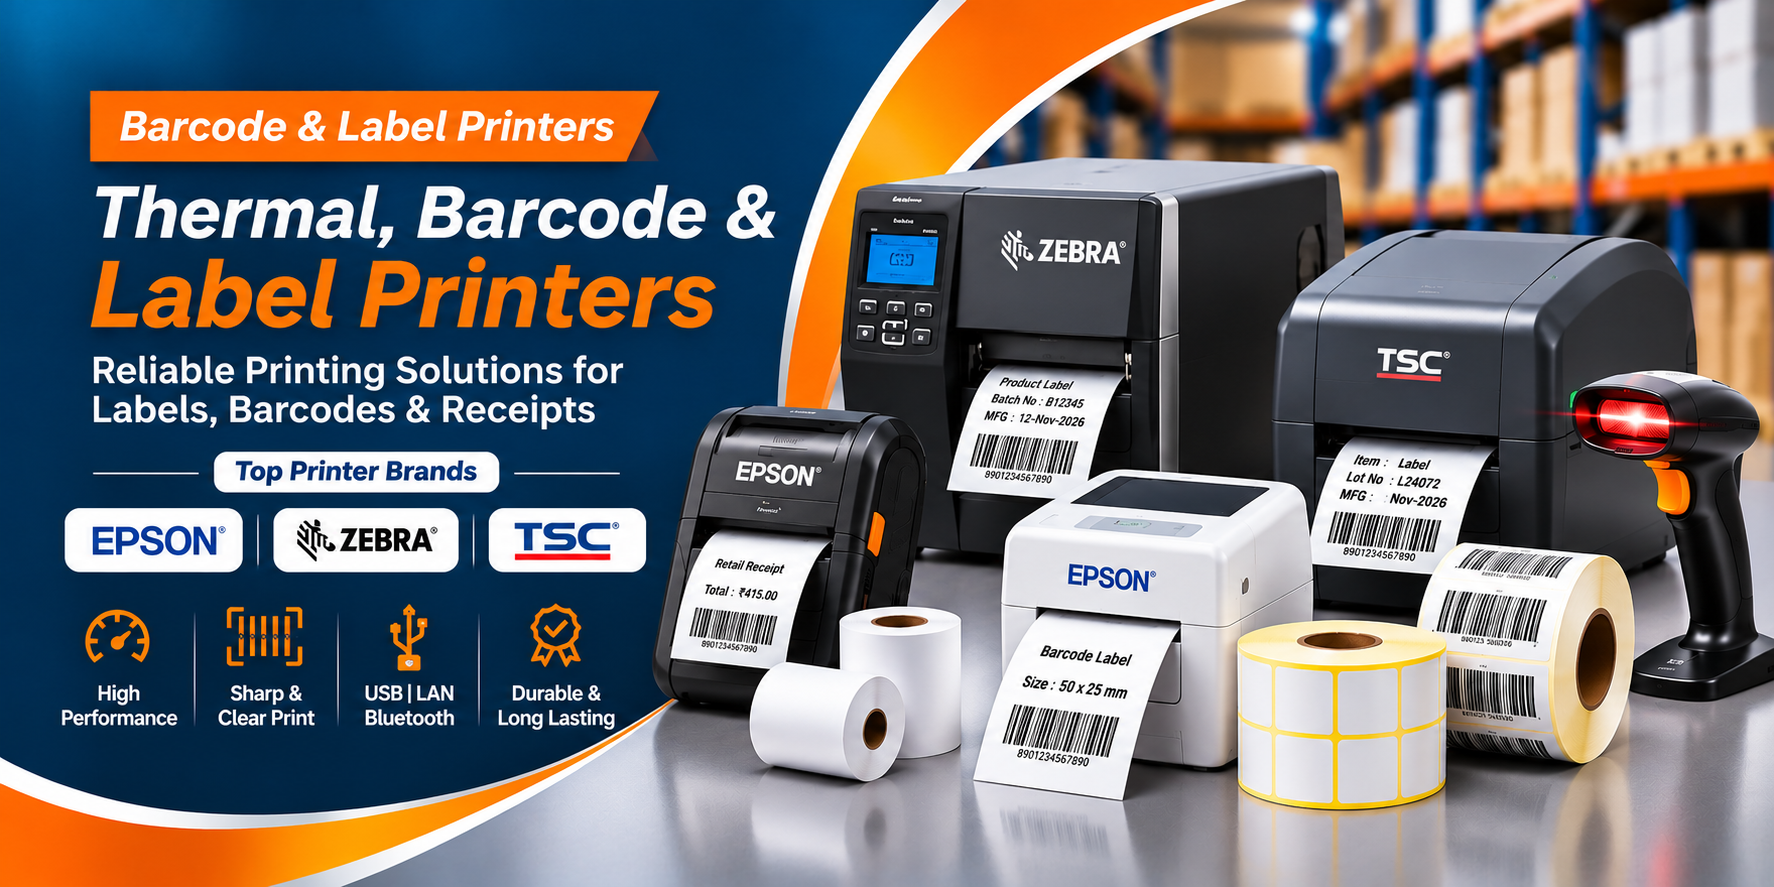 Barcode & Label Printers
Thermal, Barcode &
Label Printers
Reliable Printing Solutions for
Labels, Barcodes & Receipts
Top Printer Brands
EPSON®
ZEBRA®
TSC®
High
Performance
Sharp &
Clear Print
USB | LAN
Bluetooth
Durable &
Long Lasting
ZEBRA®
Product Label
Batch No : B12345
MFG : 12-Nov-2026
8901234567890
TSC®
Item : Label
Lot No : L24072
MFG : Nov-2026
8901234567890
EPSON®
Retail Receipt
Total : ₹415.00
8901234567890
EPSON®
Barcode Label
Size : 50 x 25 mm
8901234567890